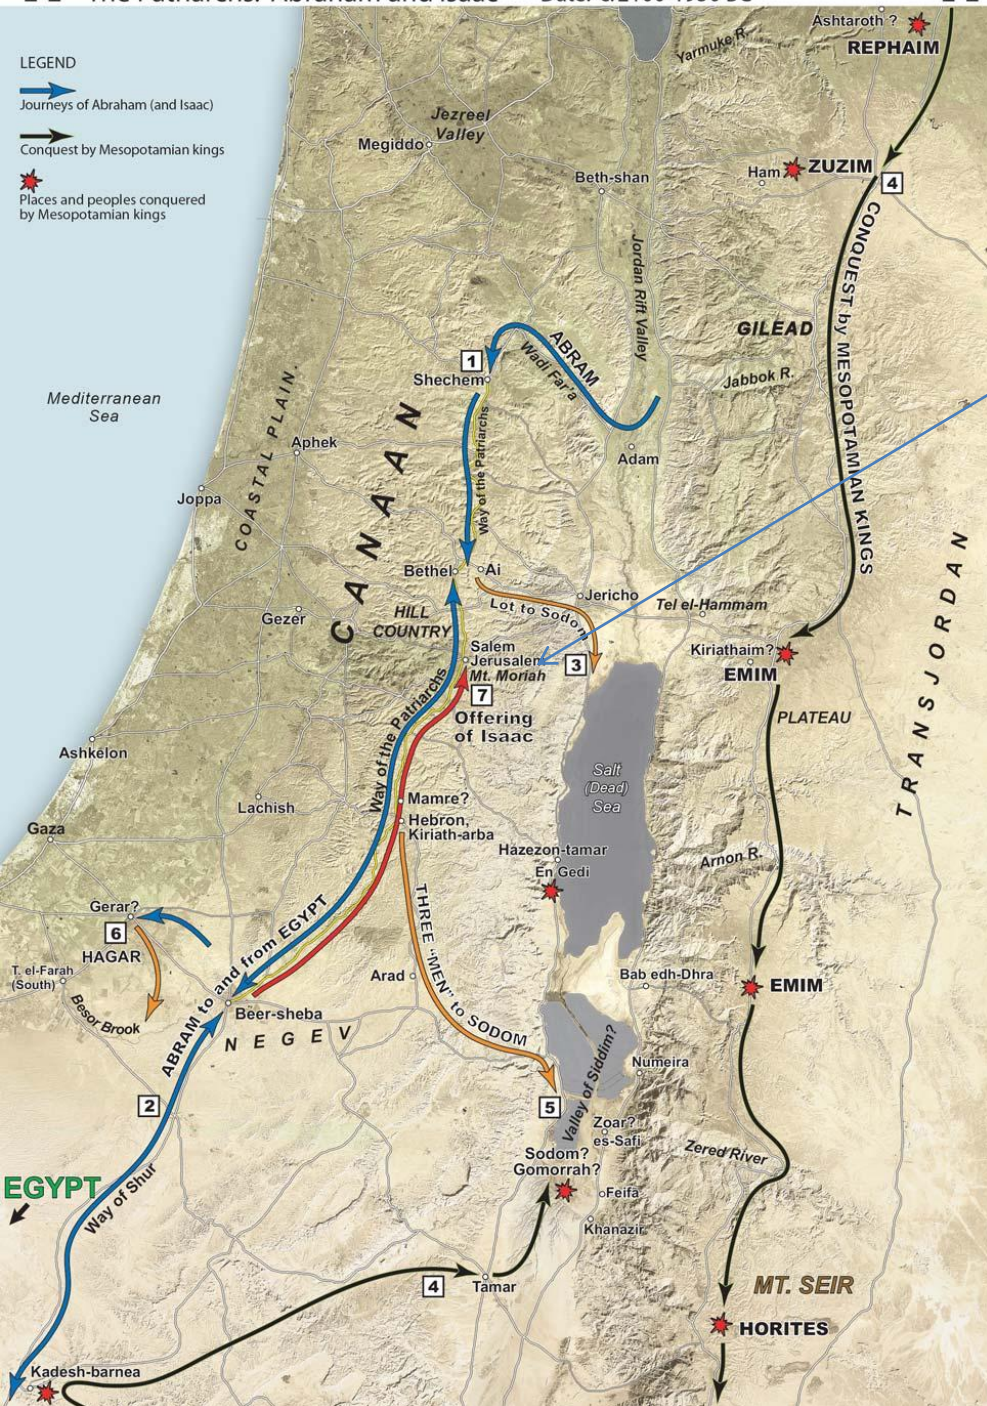 The Patriarchs: Abraham and Isaac
LEGEND
Journeys of Abraham (and Isaac)
Conquest by Mesopotamian kings
Places and peoples conquered
by Mesopotamian kings
Ashtaroth ?
REPHAIM
Yarmuke R.
Jezreel
Valley
Megiddo
Beth-shan
Ham
ZUZIM
4
CONQUEST by MESOPOTAMIAN KINGS
Jordan Rift Valley
GILEAD
Jabbok R.
ABRAM
Wadi Far'a
1
Shechem
Mediterranean
Sea
COASTAL PLAIN.
Aphek
CANAAN
Way of the Patriarchs
Adam
Joppa
TRANSJORDAN
Bethel
Ai
Lot to Sodom
Jericho
Tel el-Hammam
HILL
COUNTRY
Gezer
Salem
Jerusalem
Mt. Moriah
3
Kiriathaim?
EMIM
7
Offering
of Isaac
PLATEAU
Way of the Patriarchs
Ashkelon
Salt
(Dead)
Sea
Lachish
Mamre?
Hebron,
Kiriath-arba
Gaza
Hazezon-tamar
En Gedi
Arnon R.
Gerar?
6
HAGAR
THREE "MEN" to SODOM
T. el-Farah
(South)
Besor Brook
ABRAM to and from EGYPT
Arad
Bab edh-Dhra
EMIM
Beer-sheba
NEGEV
Valley of Siddim?
Numeira
2
5
Zoar?
es-Safi
Sodom?
Gomorrah?
Zered River
EGYPT
Way of Shur
Feifa
Khanazir
4
Tamar
MT. SEIR
HORITES
Kadesh-barnea